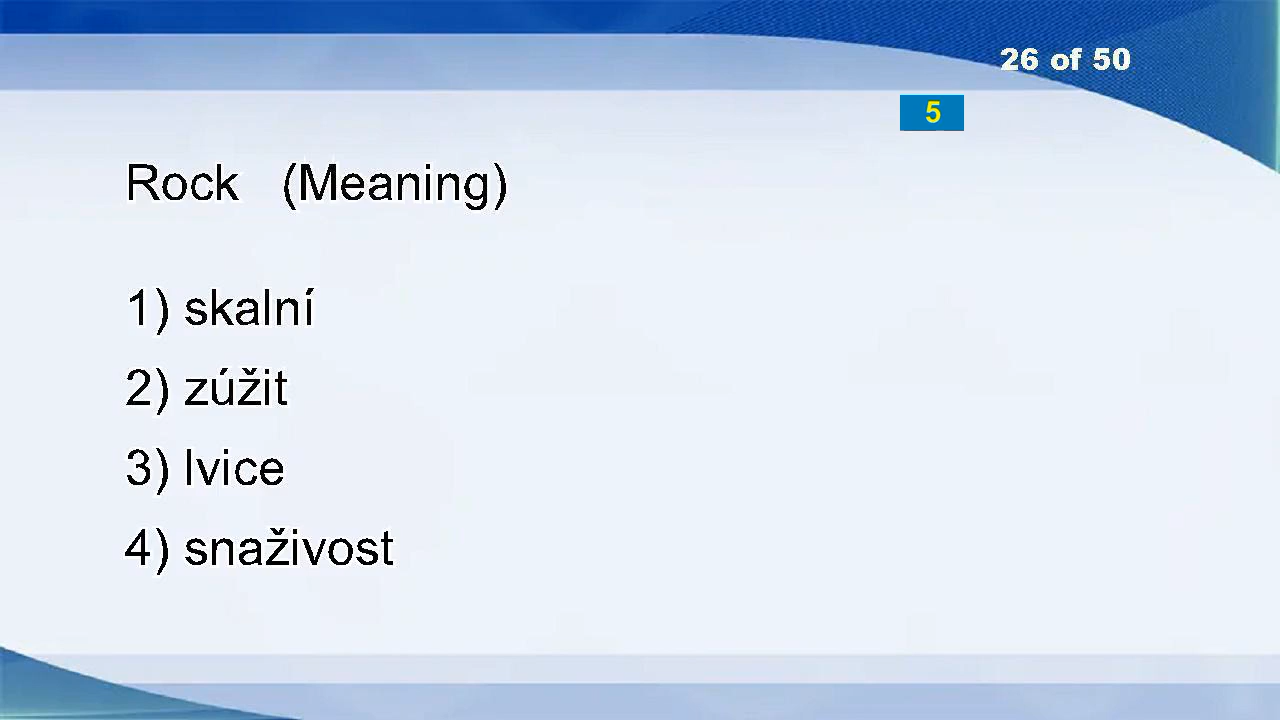 26 of 50
5
Rock (Meaning)
1) skalní
2) zúžit
3) lvice
4) snaživost